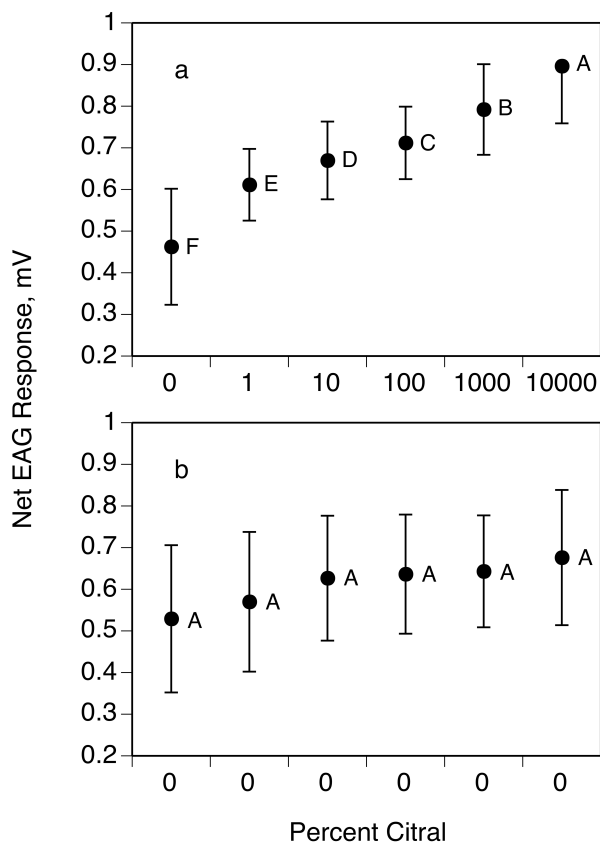 1
0.9
0.8
0.7
0.6
0.5
0.4
0.3
0.2
a
F
E
D
C
B
A
0 1 10 100 1000 10000
Net EAG Response, mV
1
0.9
0.8
0.7
0.6
0.5
0.4
0.3
0.2
b
A A A A A A
0 0 0 0 0 0
Percent Citral